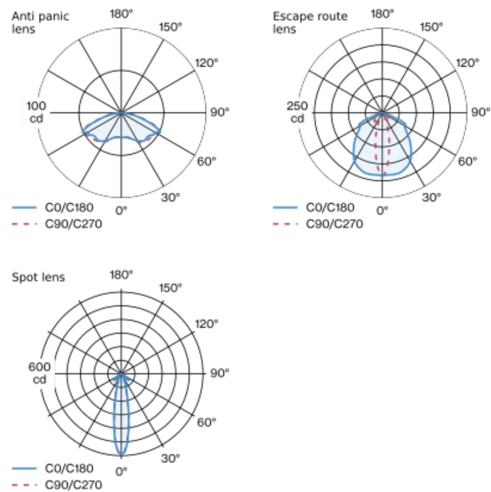 Anti panic
lens
180°
150°
120°
90°
60°
30°
0°
100
cd
C0/C180
C90/C270
Escape route
lens
180°
150°
120°
90°
60°
30°
0°
250
cd
C0/C180
C90/C270
Spot lens
180°
150°
120°
90°
60°
30°
0°
600
cd
C0/C180
C90/C270